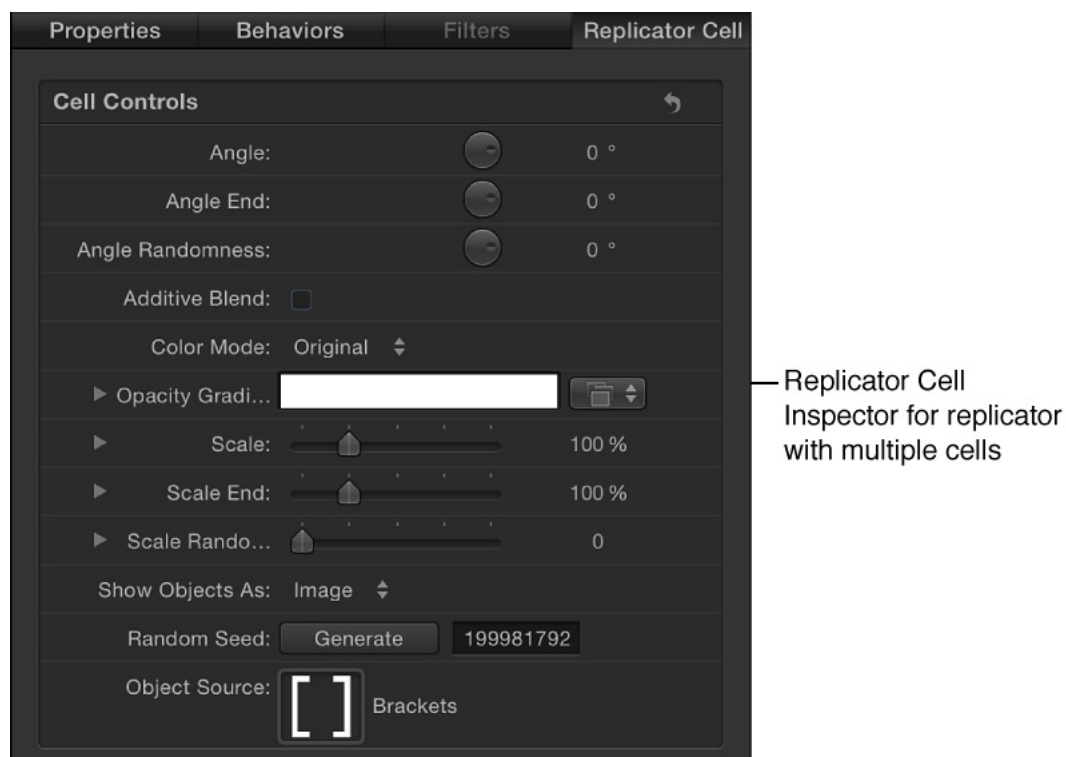 Properties Behaviors Filters Replicator Cell
Cell Controls
Angle: 0 °
Angle End: 0 °
Angle Randomness: 0 °
Additive Blend:
Color Mode: Original
Opacity Gradi...
Scale: 100 %
Scale End: 100 %
Scale Rando... 0
Show Objects As: Image
Random Seed: Generate 199981792
Object Source: [ ] Brackets
Replicator Cell
Inspector for replicator
with multiple cells